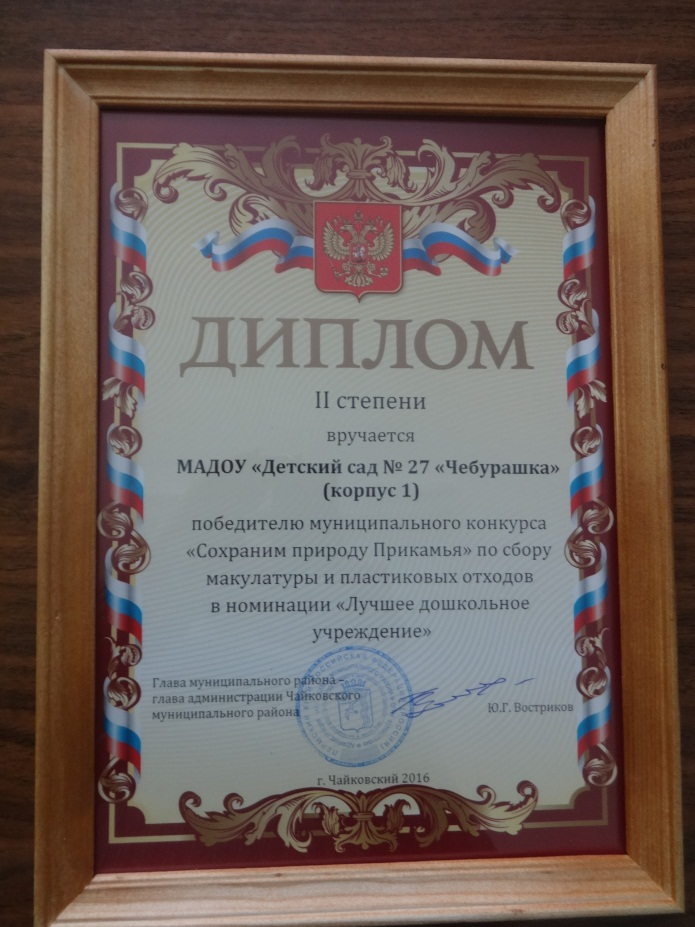 ДИПЛОМ
II степени
вручается
МАДОУ «Детский сад № 27 «Чебурашка»
(корпус 1)
победителю муниципального конкурса
«Сохраним природу Прикамья» по сбору
макулатуры и пластиковых отходов
в номинации «Лучшее дошкольное
учреждение»
Глава муниципального района –
глава администрации Чайковского
муниципального района
Ю.Г. Востриков
г. Чайковский 2016